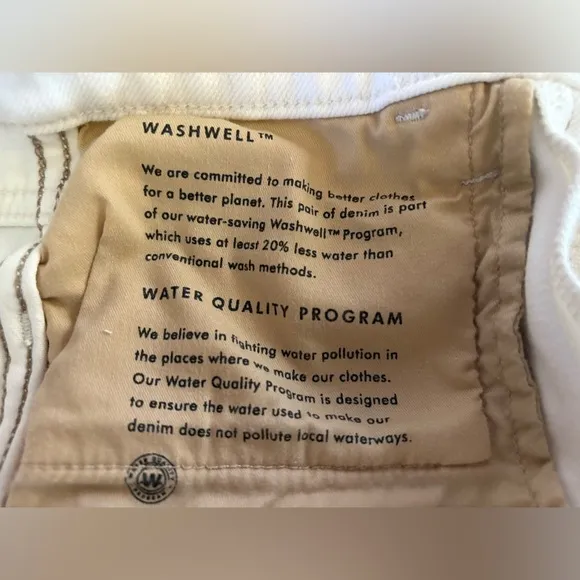 WASHWELL™
We are committed to making better clothes
for a better planet. This pair of denim is part
of our water-saving Washwell™ Program,
which uses at least 20% less water than
conventional wash methods.
WATER QUALITY PROGRAM
We believe in fighting water pollution in
the places where we make our clothes.
Our Water Quality Program is designed
to ensure the water used to make our
denim does not pollute local waterways.
WATER QUALITY
W
PROGRAM